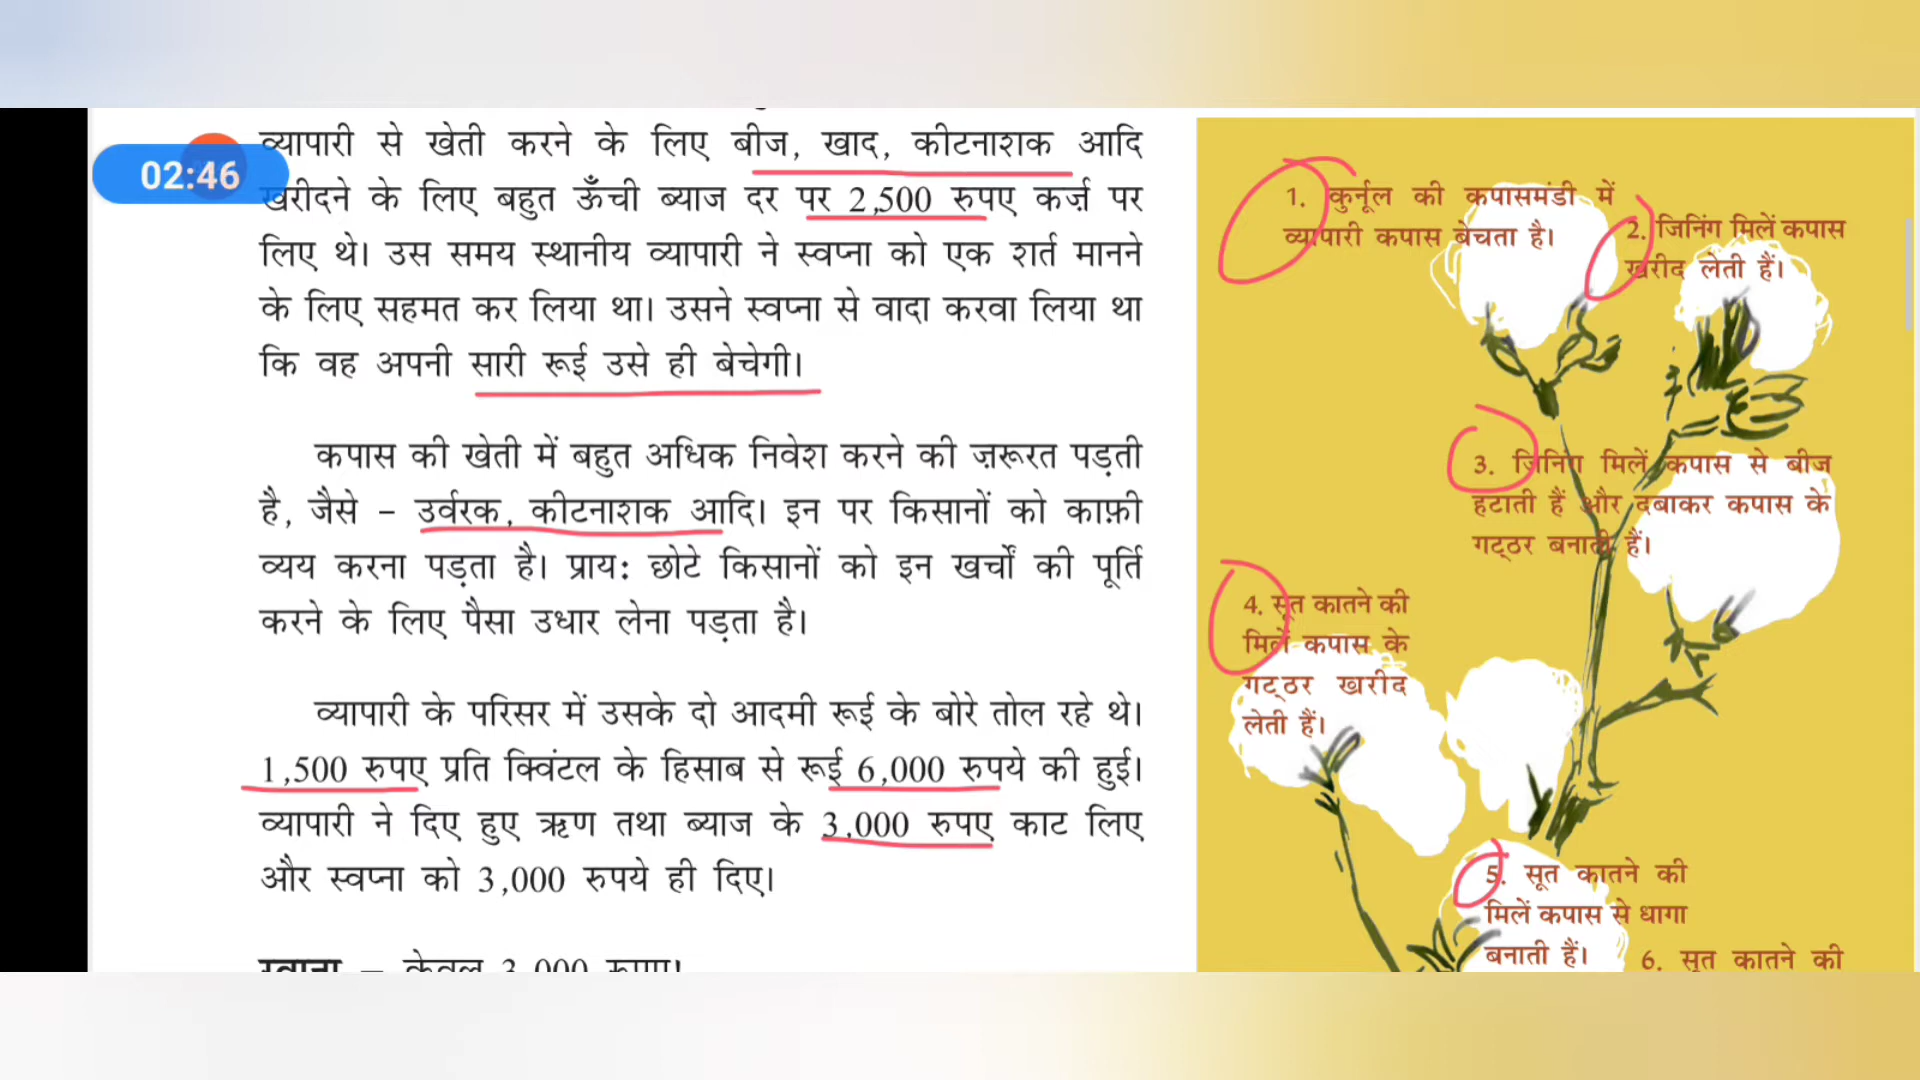 व्यापारी से खेती करने के लिए बीज, खाद, कीटनाशक आदि
खरीदने के लिए बहुत ऊँची ब्याज दर पर 2,500 रुपए कर्ज़ पर
लिए थे। उस समय स्थानीय व्यापारी ने स्वप्ना को एक शर्त मानने
के लिए सहमत कर लिया था। उसने स्वप्ना से वादा करवा लिया था
कि वह अपनी सारी रूई उसे ही बेचेगी।
कपास की खेती में बहुत अधिक निवेश करने की ज़रूरत पड़ती
है, जैसे – उर्वरक, कीटनाशक आदि। इन पर किसानों को काफ़ी
व्यय करना पड़ता है। प्राय: छोटे किसानों को इन खर्चों की पूर्ति
करने के लिए पैसा उधार लेना पड़ता है।
व्यापारी के परिसर में उसके दो आदमी रूई के बोरे तोल रहे थे।
1,500 रुपए प्रति क्विंटल के हिसाब से रूई 6,000 रुपये की हुई।
व्यापारी ने दिए हुए ऋण तथा ब्याज के 3,000 रुपए काट लिए
और स्वप्ना को 3,000 रुपये ही दिए।
– केवल 3,000 रूपए!
02:46
1. कुर्नूल की कपासमंडी में
व्यापारी कपास बेचता है।
2. जिनिंग मिलें कपास
खरीद लेती हैं।
3. जिनिंग मिलें कपास से बीज
हटाती हैं और दबाकर कपास के
गट्ठर बनाती हैं।
4. सूत कातने की
मिलें कपास के
गट्ठर खरीद
लेती हैं।
5. सूत कातने की
मिलें कपास से धागा
बनाती हैं।
6. सूत कातने की